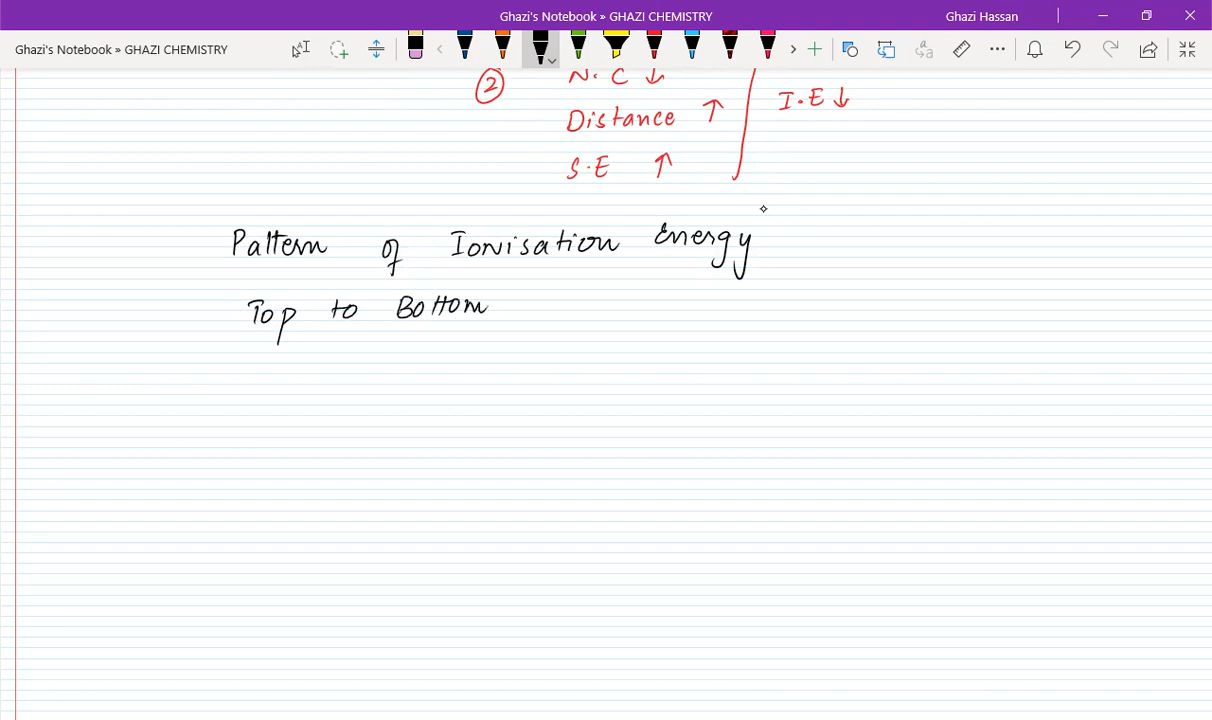 Ghazi's Notebook » GHAZI CHEMISTRY
Ghazi Hassan
Ghazi's Notebook » GHAZI CHEMISTRY
② N.C ↓
I.E ↓
Distance ↑
S.E ↑
Pattern of Ionisation Energy
Top to Bottom